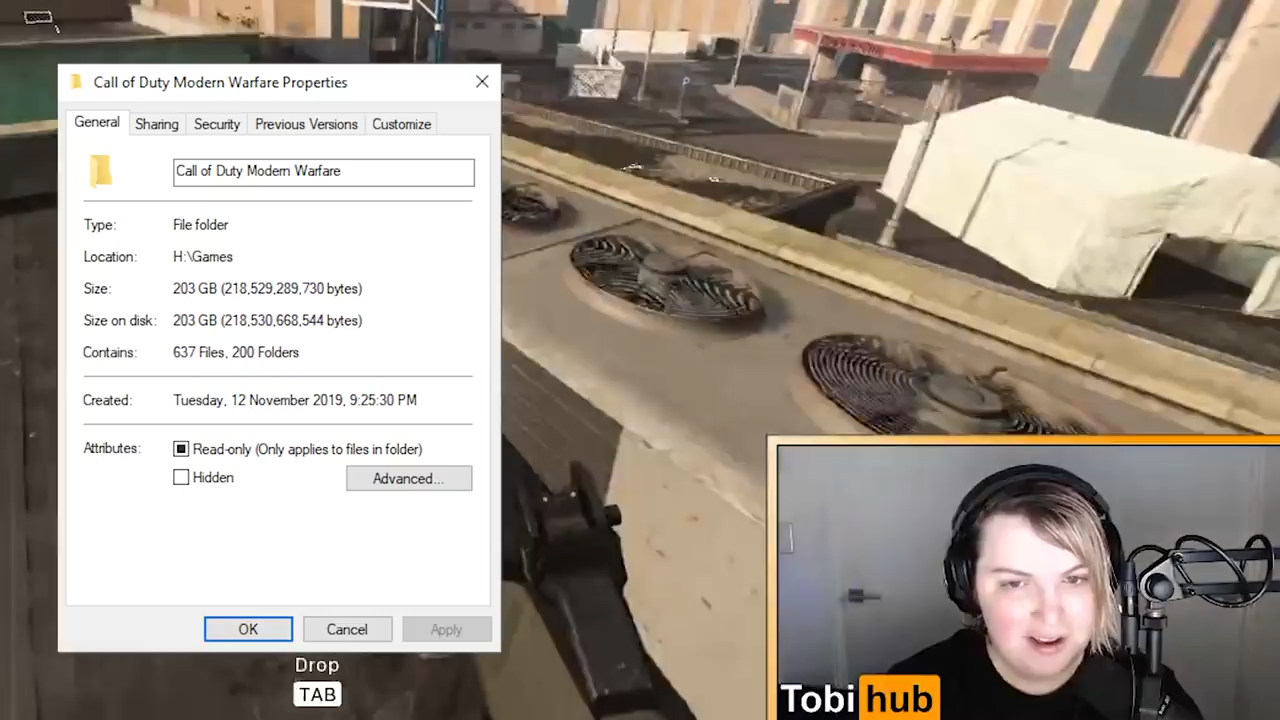 Call of Duty Modern Warfare Properties
General
Sharing
Security
Previous Versions
Customize
Call of Duty Modern Warfare
Type: File folder
Location: H:\Games
Size: 203 GB (218,529,289,730 bytes)
Size on disk: 203 GB (218,530,668,544 bytes)
Contains: 637 Files, 200 Folders
Created: Tuesday, 12 November 2019, 9:25:30 PM
Attributes: Read-only (Only applies to files in folder)
Hidden
Advanced...
OK
Cancel
Apply
Drop
TAB
Tobi hub